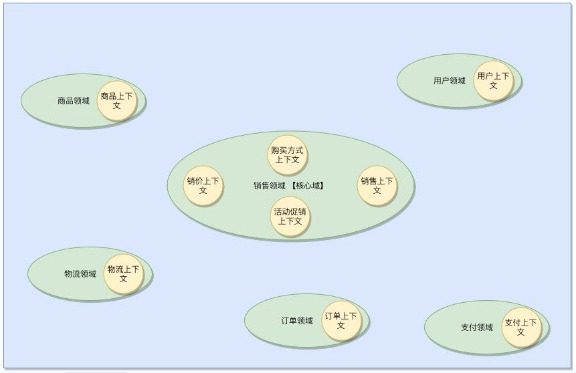 用户领域
用户上下
文
商品领域
商品上下
文
购买方式
上下文
销价上下
文
销售领域 【核心域】
销售上下
文
活动促销
上下文
物流领域
物流上下
文
订单领域
订单上下
文
支付领域
支付上下
文